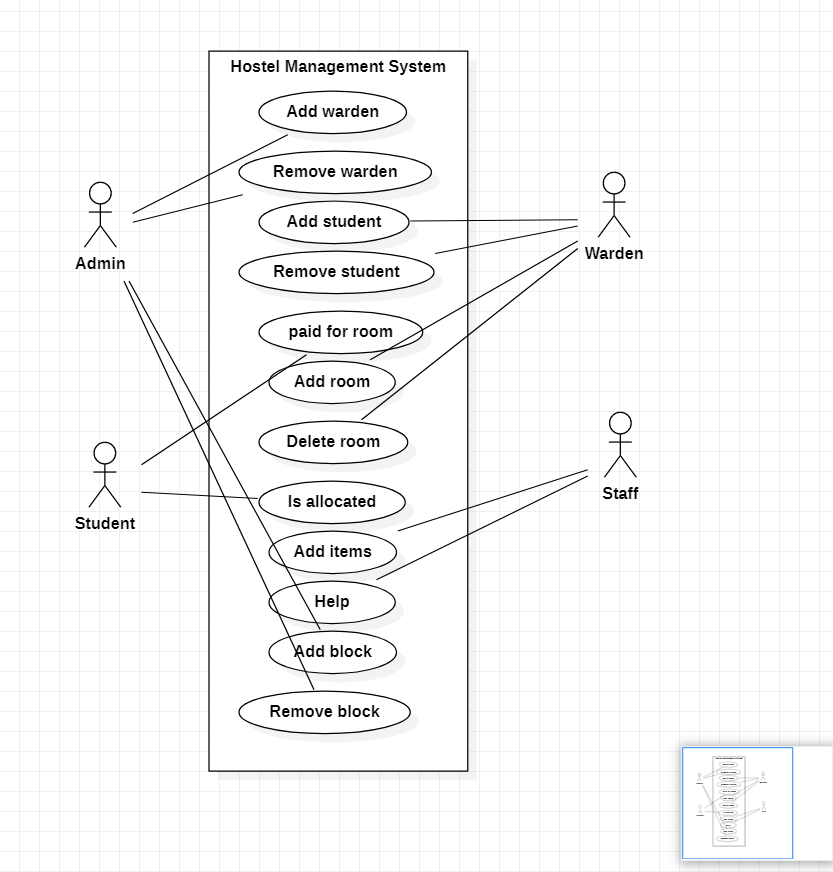 Hostel Management System
Add warden
Remove warden
Add student
Remove student
Admin
Warden
paid for room
Add room
Delete room
Is allocated
Student
Staff
Add items
Help
Add block
Remove block